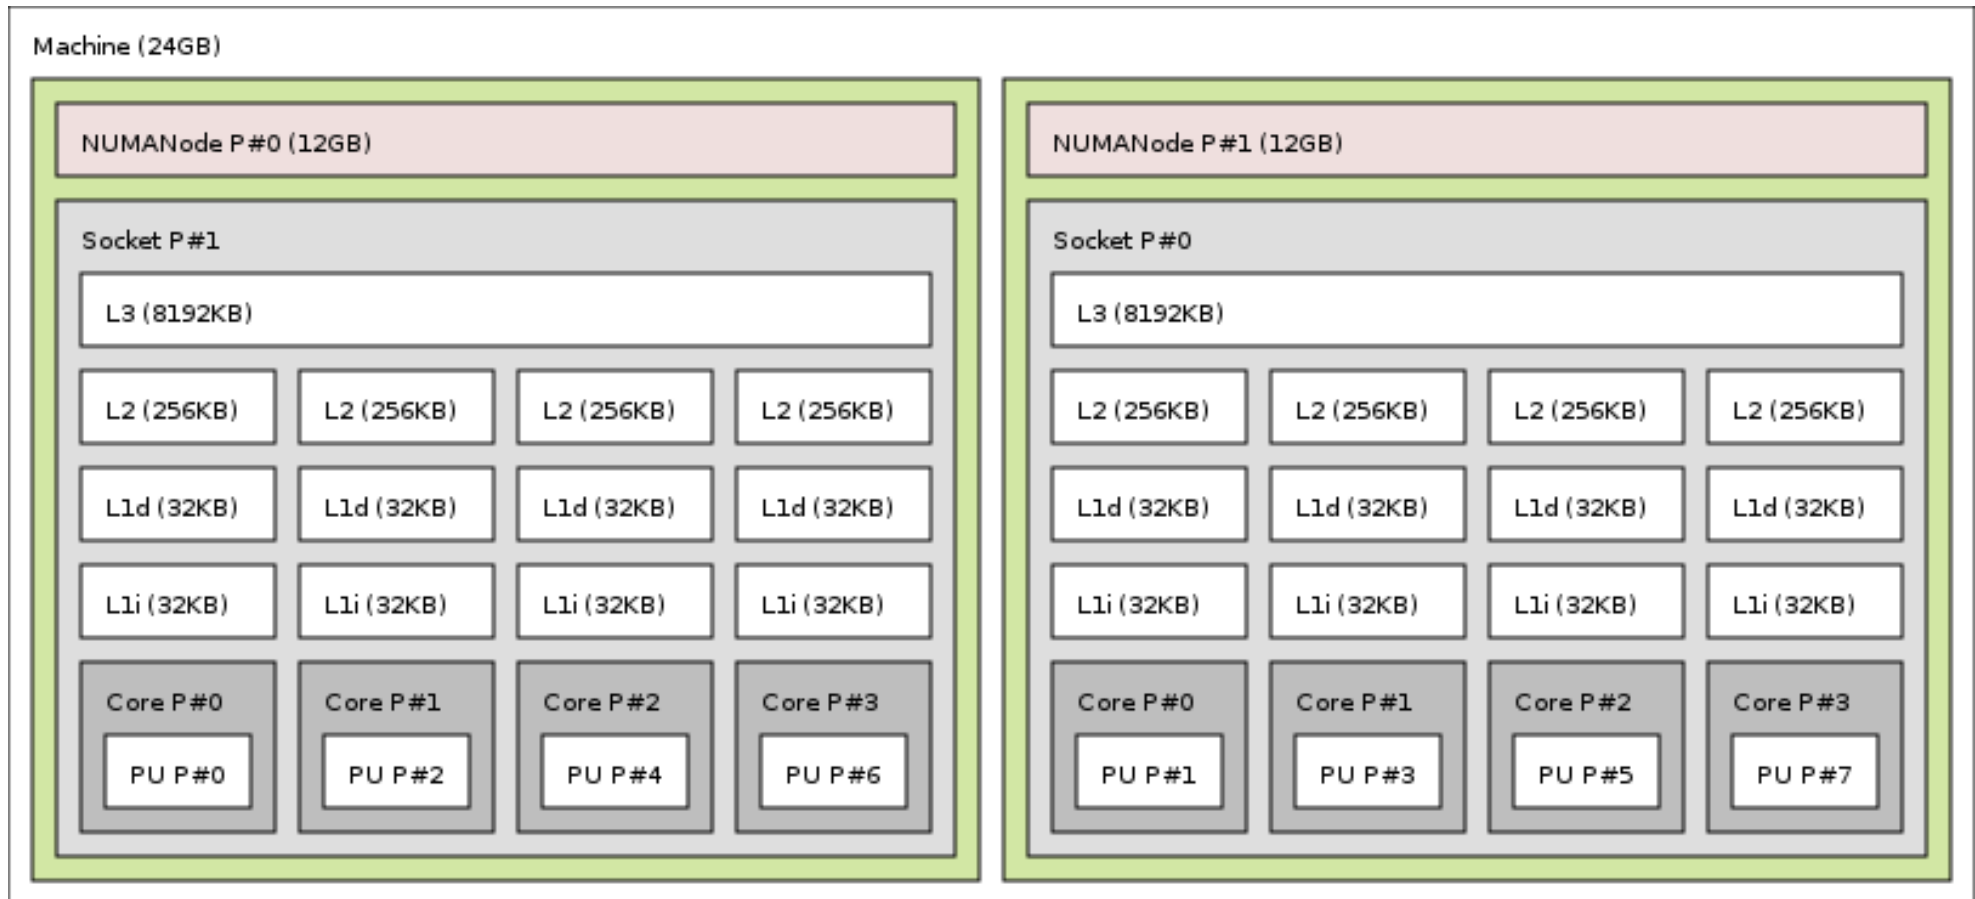 Machine (24GB)
NUMANode P#0 (12GB)
Socket P#1
L3 (8192KB)
L2 (256KB) L2 (256KB) L2 (256KB) L2 (256KB)
L1d (32KB) L1d (32KB) L1d (32KB) L1d (32KB)
L1i (32KB) L1i (32KB) L1i (32KB) L1i (32KB)
Core P#0 Core P#1 Core P#2 Core P#3
PU P#0 PU P#2 PU P#4 PU P#6
NUMANode P#1 (12GB)
Socket P#0
L3 (8192KB)
L2 (256KB) L2 (256KB) L2 (256KB) L2 (256KB)
L1d (32KB) L1d (32KB) L1d (32KB) L1d (32KB)
L1i (32KB) L1i (32KB) L1i (32KB) L1i (32KB)
Core P#0 Core P#1 Core P#2 Core P#3
PU P#1 PU P#3 PU P#5 PU P#7